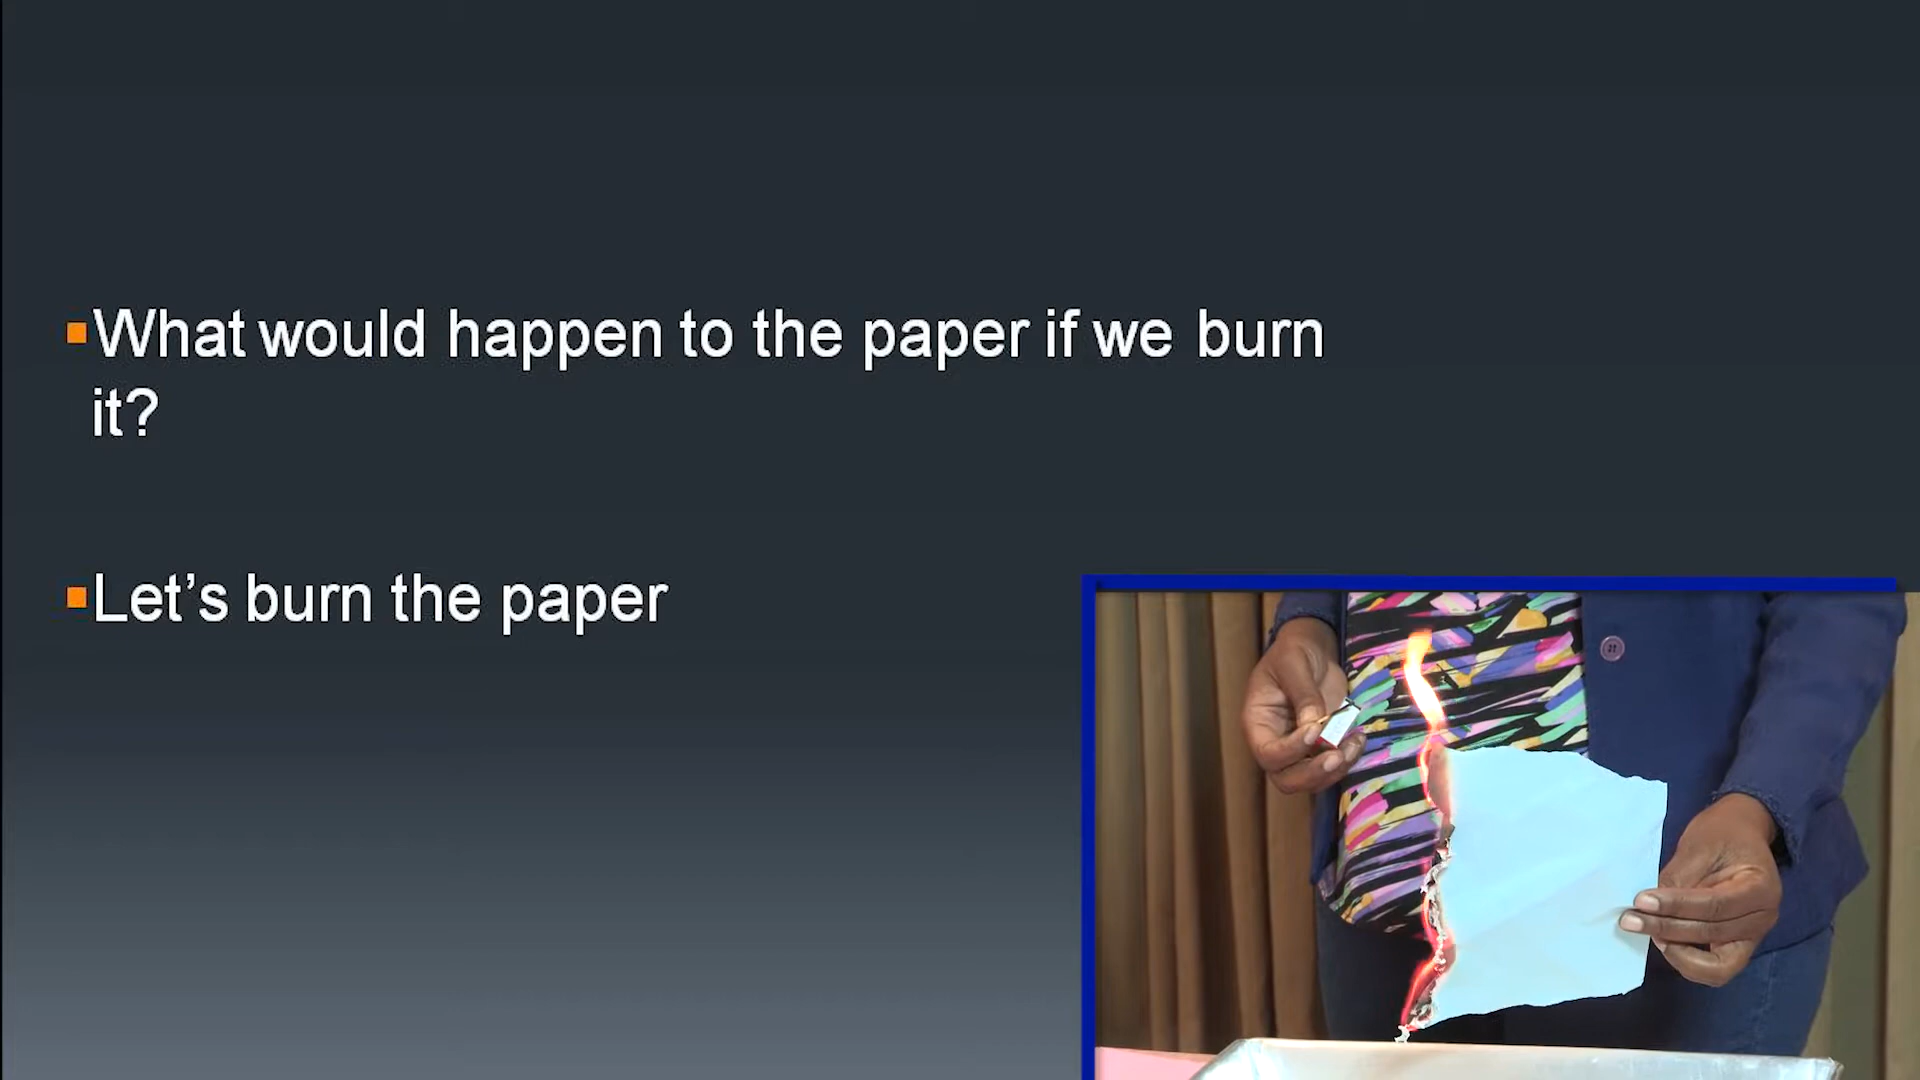 What would happen to the paper if we burn
it?
Let’s burn the paper